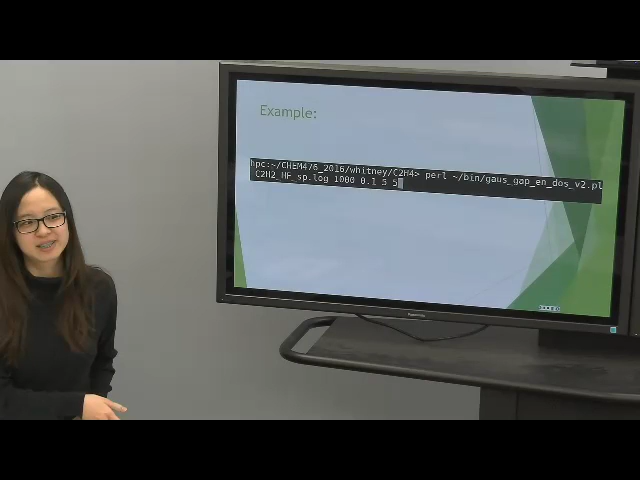 Example:
hpc:~/CHEM476_2016/whitney/C2H4> perl ~/bin/gaus_gap_en_dos_v2.pl
C2H2_HF_sp.log 1000 0.1 5 5